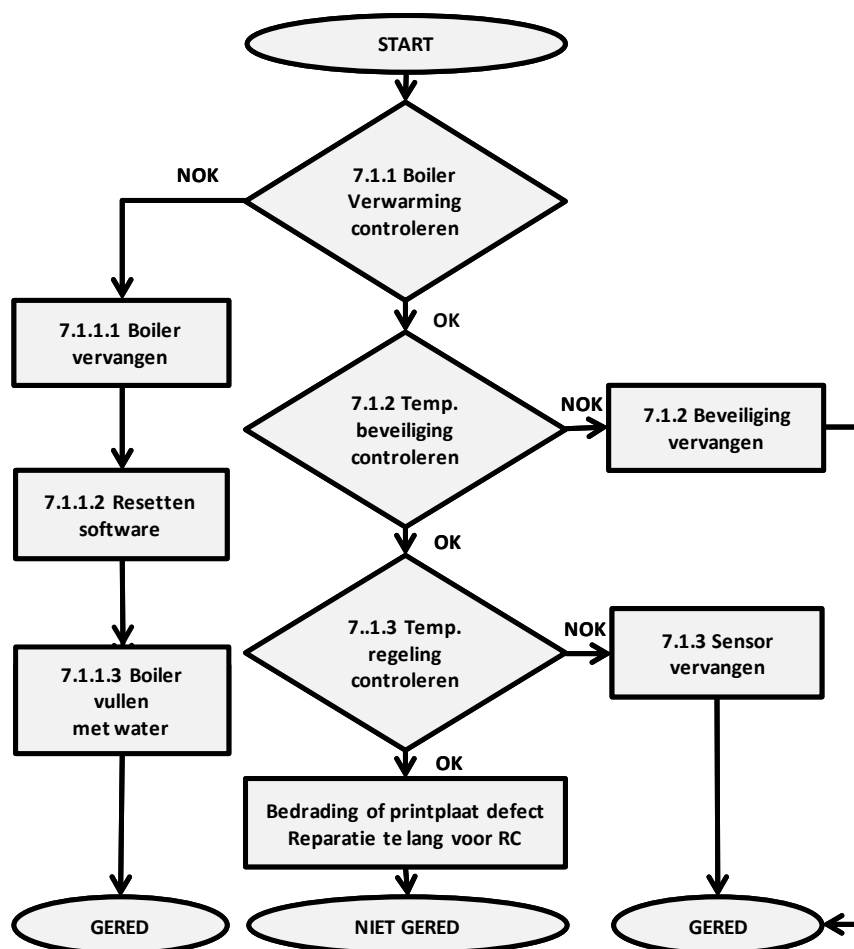 START
NOK
7.1.1 Boiler
Verwarming
controleren
OK
7.1.1.1 Boiler
vervangen
7.1.2 Temp.
beveiliging
controleren
NOK
7.1.2 Beveiliging
vervangen
7.1.1.2 Resetten
software
OK
7..1.3 Temp.
regeling
controleren
NOK
7.1.3 Sensor
vervangen
7.1.1.3 Boiler
vullen
met water
OK
Bedrading of printplaat defect
Reparatie te lang voor RC
GERED
NIET GERED
GERED